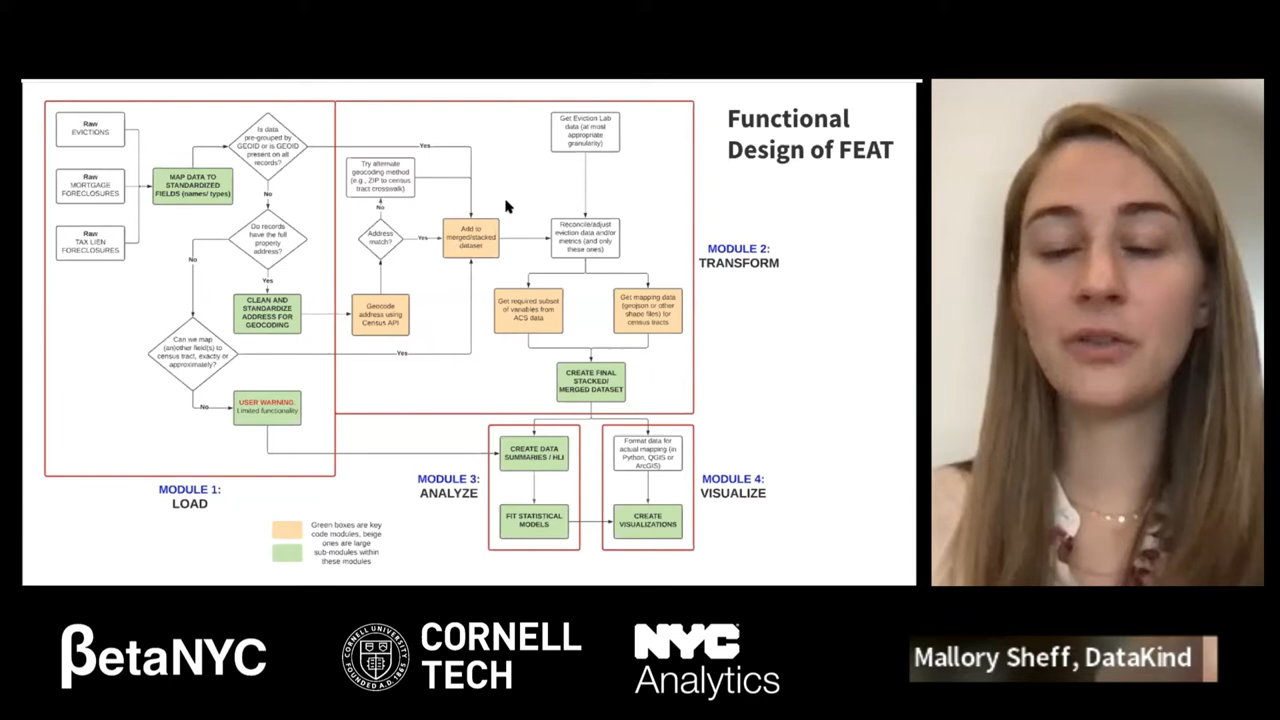 Functional
Design of FEAT
Raw
EVICTIONS
Raw
MORTGAGE
FORECLOSURES
Raw
TAX LIEN
FORECLOSURES
MAP DATA TO
STANDARDIZED
FIELDS (names/ types)
Is data
pre-grouped by
GEOID or is GEOID
present on all
records?
Yes
No
Do records
have the full
property
address?
No
Yes
CLEAN AND
STANDARDIZE
ADDRESS FOR
GEOCODING
Can we map
(an)other field(s) to
census tract, exactly or
approximately?
Yes
No
USER WARNING.
Limited functionality
MODULE 1:
LOAD
Try alternate
geocoding method
(e.g., ZIP to census
tract crosswalk)
No
Address
match?
Yes
Geocode
address using
Census API
Add to
merged/stacked
dataset
Get Eviction Lab
data (at most
appropriate
granularity)
Reconcile/adjust
eviction data and/or
metrics (and only
these ones)
Get required subset
of variables from
ACS data
Get mapping data
(geojson or other
shape files) for
census tracts
CREATE FINAL
STACKED/
MERGED DATASET
MODULE 2:
TRANSFORM
MODULE 3:
ANALYZE
CREATE DATA
SUMMARIES / HLI
FIT STATISTICAL
MODELS
Format data for
actual mapping (in
Python, QGIS or
ArcGIS)
CREATE
VISUALIZATIONS
MODULE 4:
VISUALIZE
Green boxes are key
code modules, beige
ones are large
sub-modules within
these modules
βetaNYC
CORNELL
TECH
NYC
Analytics
Mallory Sheff, DataKind